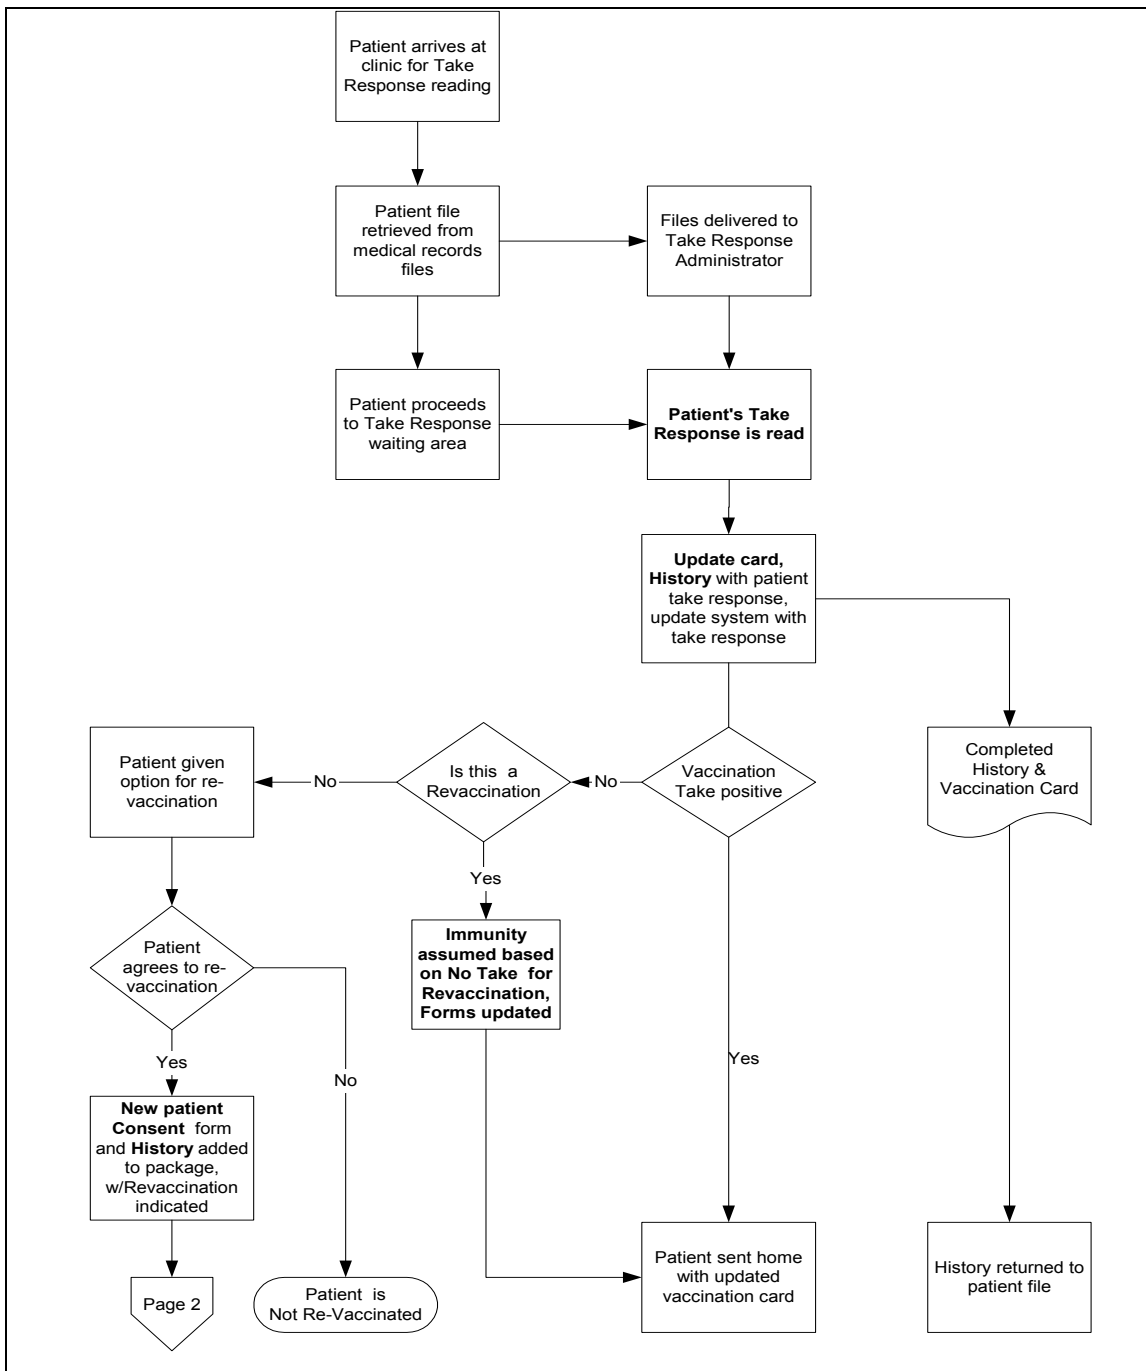 Patient arrives at
clinic for Take
Response reading
Patient file
retrieved from
medical records
files
Files delivered to
Take Response
Administrator
Patient proceeds
to Take Response
waiting area
Patient's Take
Response is read
Update card,
History with patient
take response,
update system with
take response
Patient given
option for re-
vaccination
No
Is this a
Revaccination
No
Vaccination
Take positive
Completed
History &
Vaccination Card
Yes
Patient
agrees to re-
vaccination
Immunity
assumed based
on No Take for
Revaccination,
Forms updated
Yes
Yes
No
New patient
Consent form
and History added
to package,
w/Revaccination
indicated
Page 2
Patient is
Not Re-Vaccinated
Patient sent home
with updated
vaccination card
History returned to
patient file